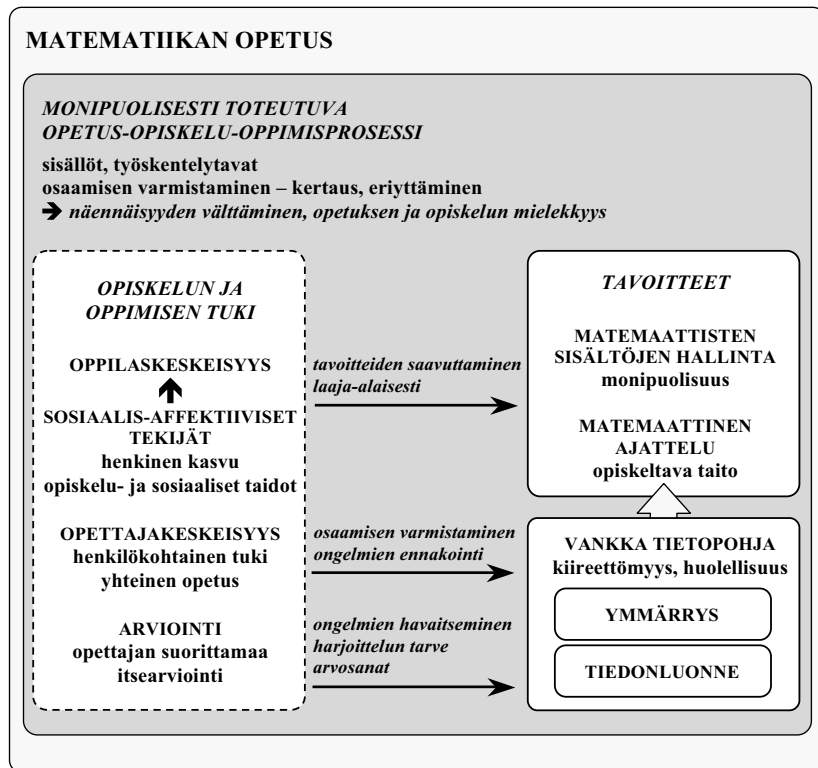 MATEMATIIKAN OPETUS
MONIPUOLISESTI TOTEUTUVA
OPETUS-OPISKELU-OPPIMISPROSESSI
sisällöt, työskentelytavat
osaamisen varmistaminen – kertaus, eriyttäminen
➔ näennäisyyden välttäminen, opetuksen ja opiskelun mielekkyys
OPISKELUN JA
OPPIMISEN TUKI
OPPILASKESKEISYYS
SOSIAALIS-AFFEKTIIVISET
TEKIJÄT
henkinen kasvu
opiskelu- ja sosiaaliset taidot
OPETTAJAKESKEISYYS
henkilökohtainen tuki
yhteinen opetus
ARVIOINTI
opettajan suorittamaa
itsearviointi
tavoitteiden saavuttaminen
laaja-alaisesti
osaamisen varmistaminen
ongelmien ennakointi
ongelmien havaitseminen
harjoittelun tarve
arvosanat
TAVOITTEET
MATEMAATTISTEN
SISÄLTÖJEN HALLINTA
monipuolisuus
MATEMAATTINEN
AJATTELU
opiskeltava taito
VANKKA TIETOPOHJA
kiireettömyys, huolellisuus
YMMÄRRYS
TIEDONLUONNE